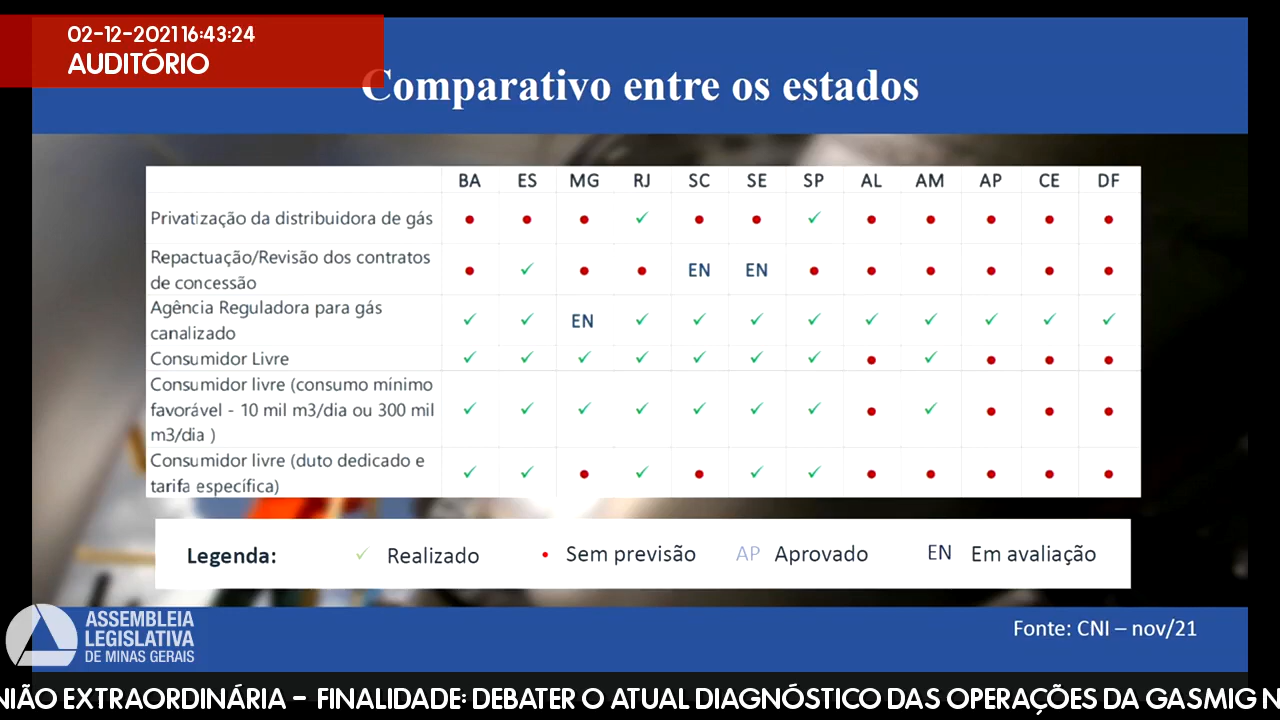 02-12-2021 16:43:24
AUDITÓRIO
Comparativo entre os estados
BA ES MG RJ SC SE SP AL AM AP CE DF
Privatização da distribuidora de gás • • • ✓ • • ✓ • • • • •
Repactuação/Revisão dos contratos
de concessão • ✓ • • EN EN • • • • • •
Agência Reguladora para gás
canalizado ✓ ✓ EN ✓ ✓ ✓ ✓ ✓ ✓ ✓ ✓ ✓
Consumidor Livre ✓ ✓ ✓ ✓ ✓ ✓ ✓ • ✓ • • •
Consumidor livre (consumo mínimo
favorável - 10 mil m3/dia ou 300 mil
m3/dia ) ✓ ✓ ✓ ✓ ✓ ✓ ✓ • ✓ • • •
Consumidor livre (duto dedicado e
tarifa específica) ✓ ✓ • ✓ • ✓ ✓ • • • • •
Legenda: ✓ Realizado • Sem previsão AP Aprovado EN Em avaliação
Fonte: CNI – nov/21
ASSEMBLEIA
LEGISLATIVA
DE MINAS GERAIS
NIÃO EXTRAORDINÁRIA - FINALIDADE: DEBATER O ATUAL DIAGNÓSTICO DAS OPERAÇÕES DA GASMIG N